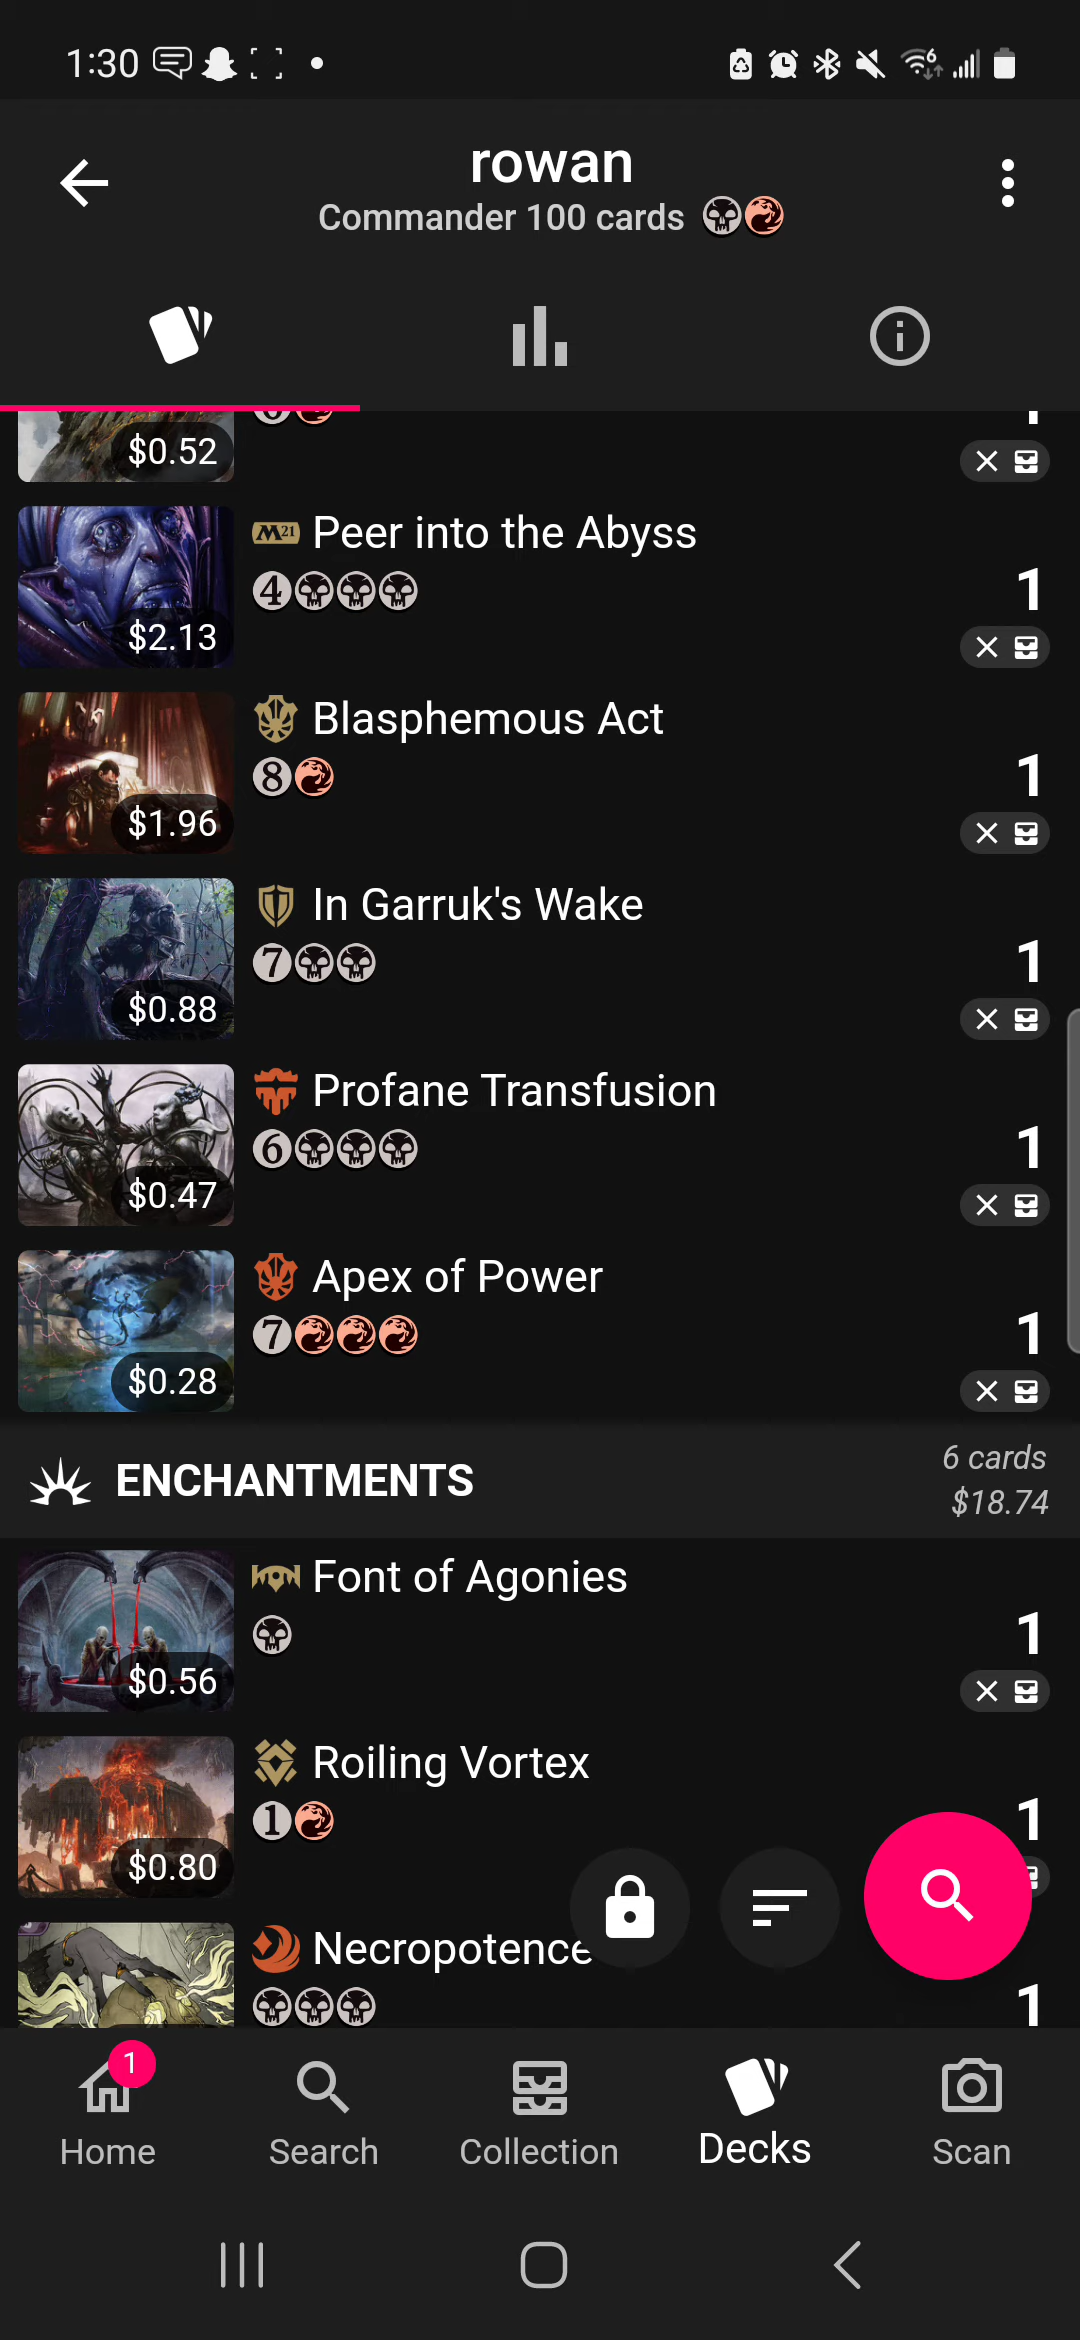 1:30
6
rowan
Commander 100 cards
$0.52
M21 Peer into the Abyss
4
1
$2.13
Blasphemous Act
8
1
$1.96
In Garruk's Wake
7
1
$0.88
Profane Transfusion
6
1
$0.47
Apex of Power
7
1
$0.28
ENCHANTMENTS
6 cards
$18.74
Font of Agonies
1
$0.56
Roiling Vortex
1
1
$0.80
Necropotence
1
1
Home
Search
Collection
Decks
Scan